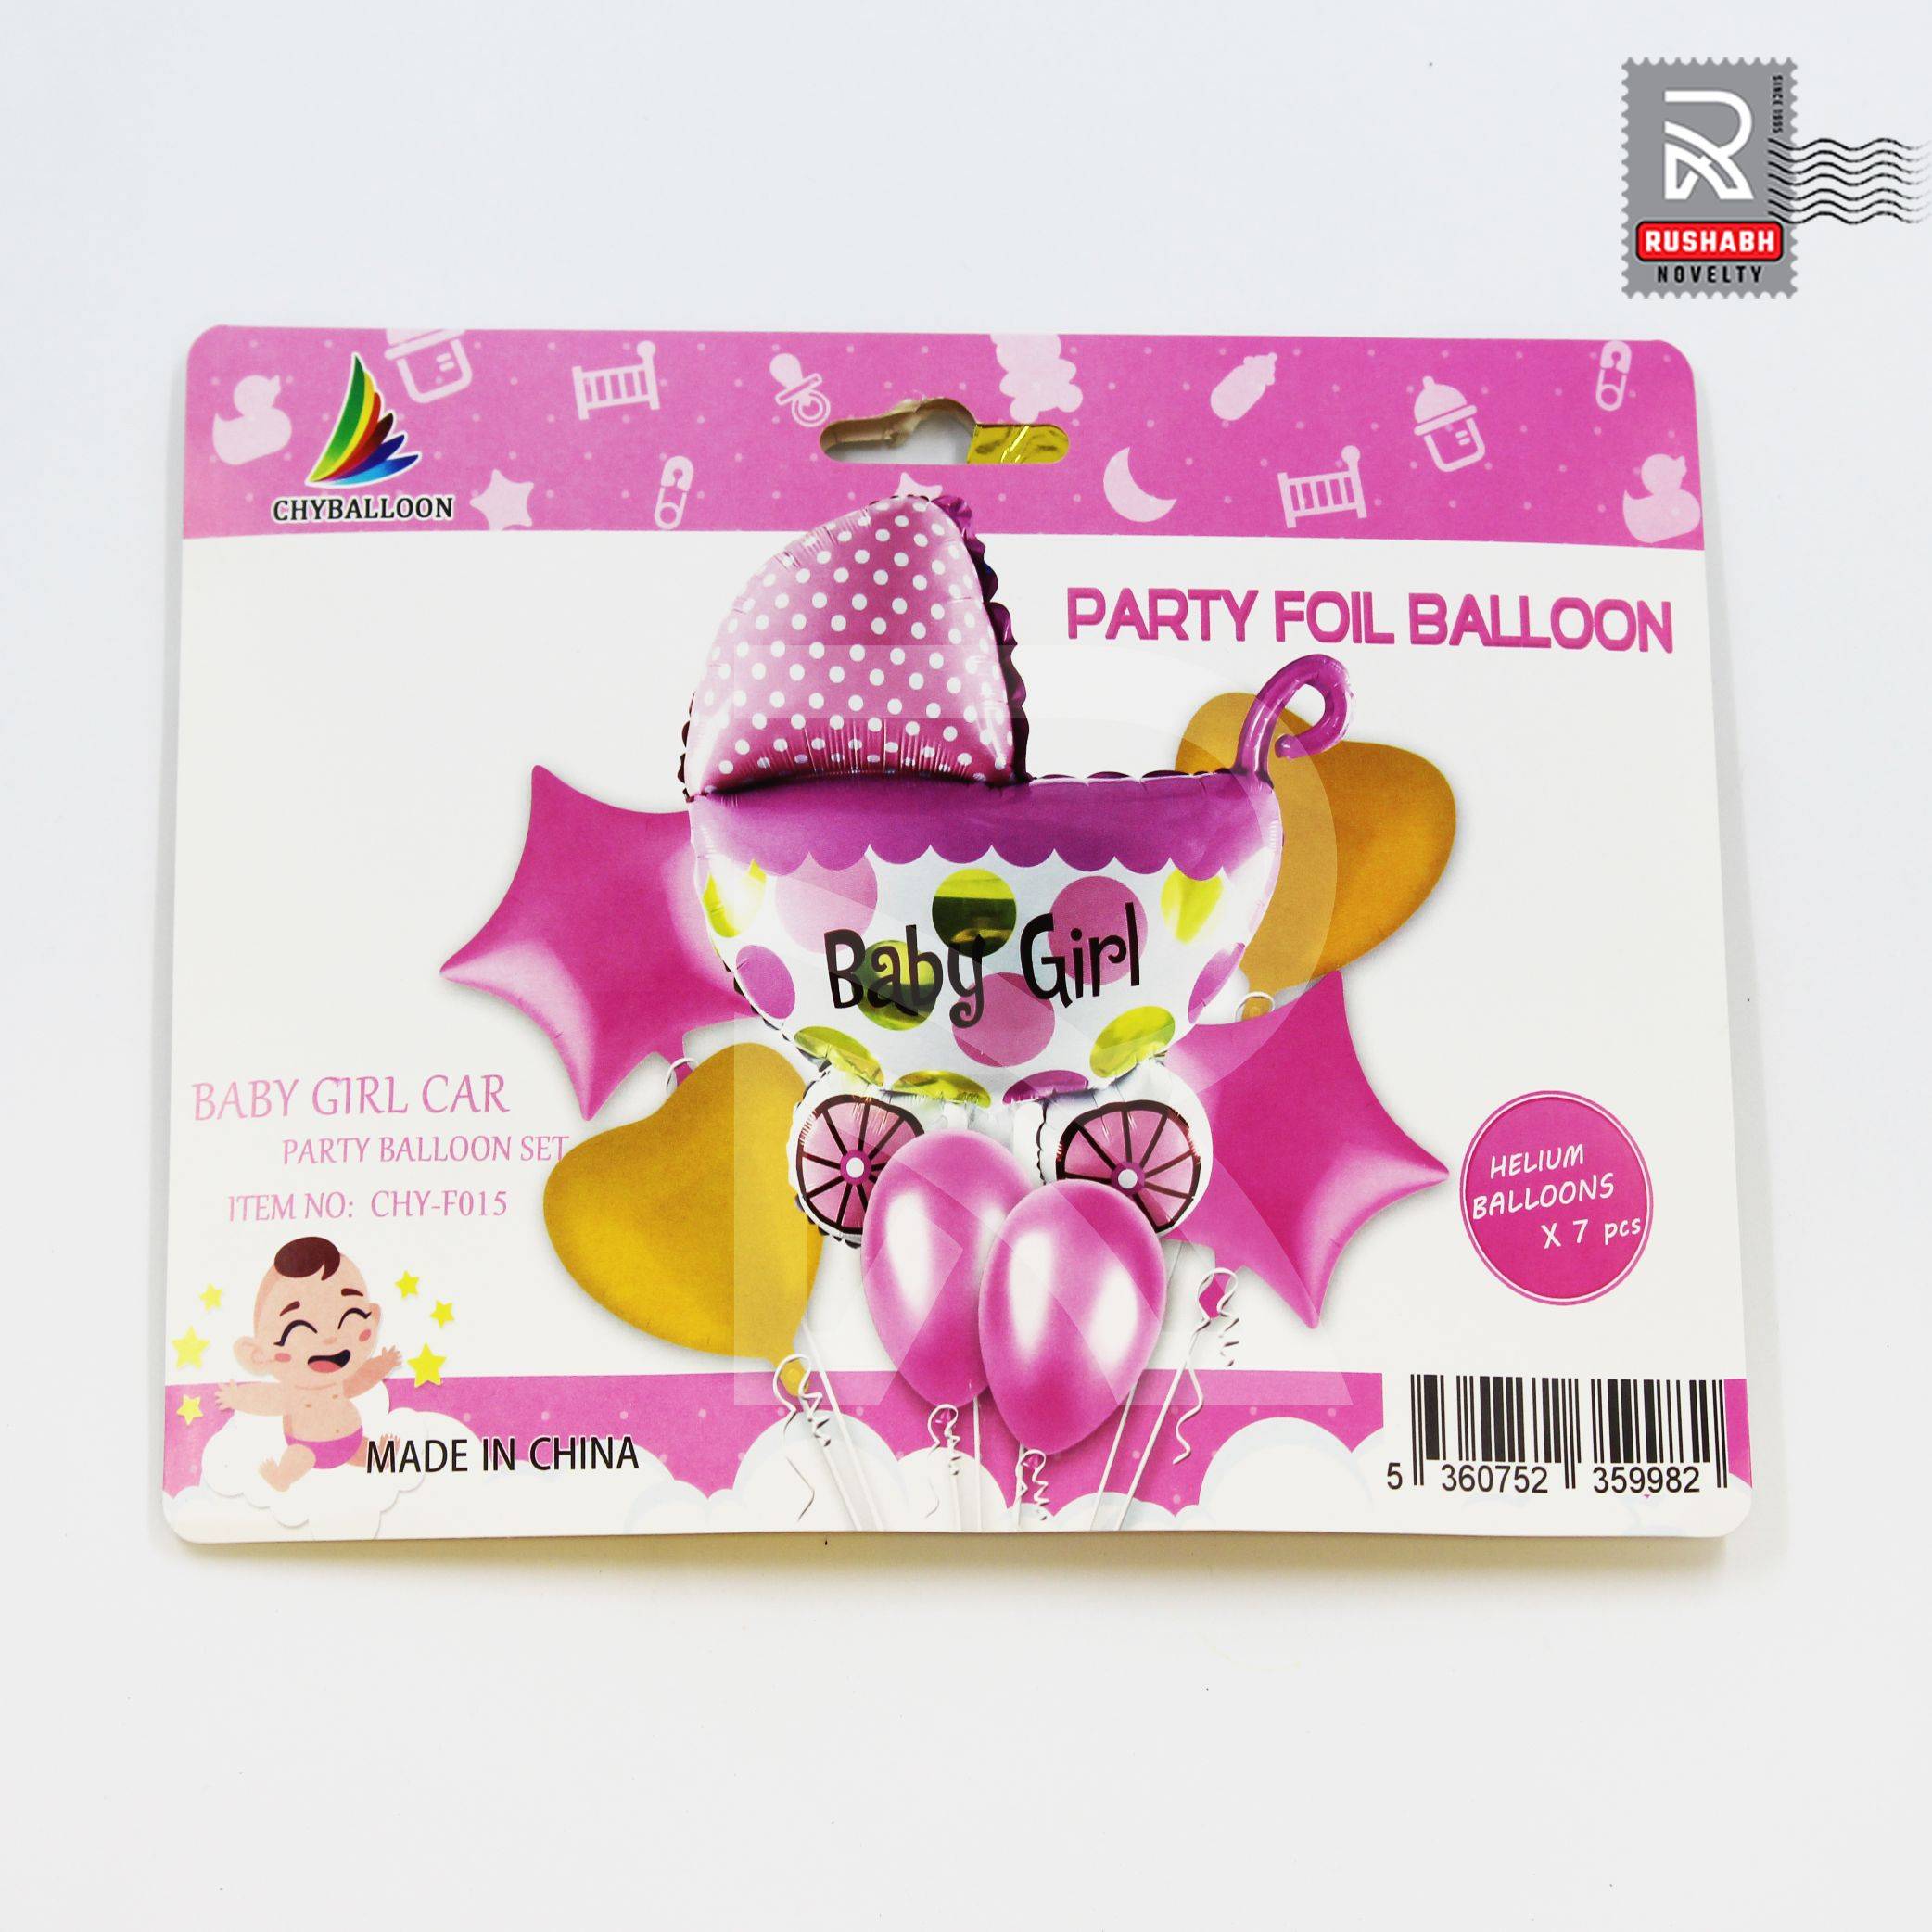 SINCE 1995
RUSHABH
NOVELTY
CHYBALLOON
PARTY FOIL BALLOON
Baby Girl
BABY GIRL CAR
PARTY BALLOON SET
ITEM NO: CHY-F015
HELIUM
BALLOONS
X 7 pcs
MADE IN CHINA
5 360752 359982